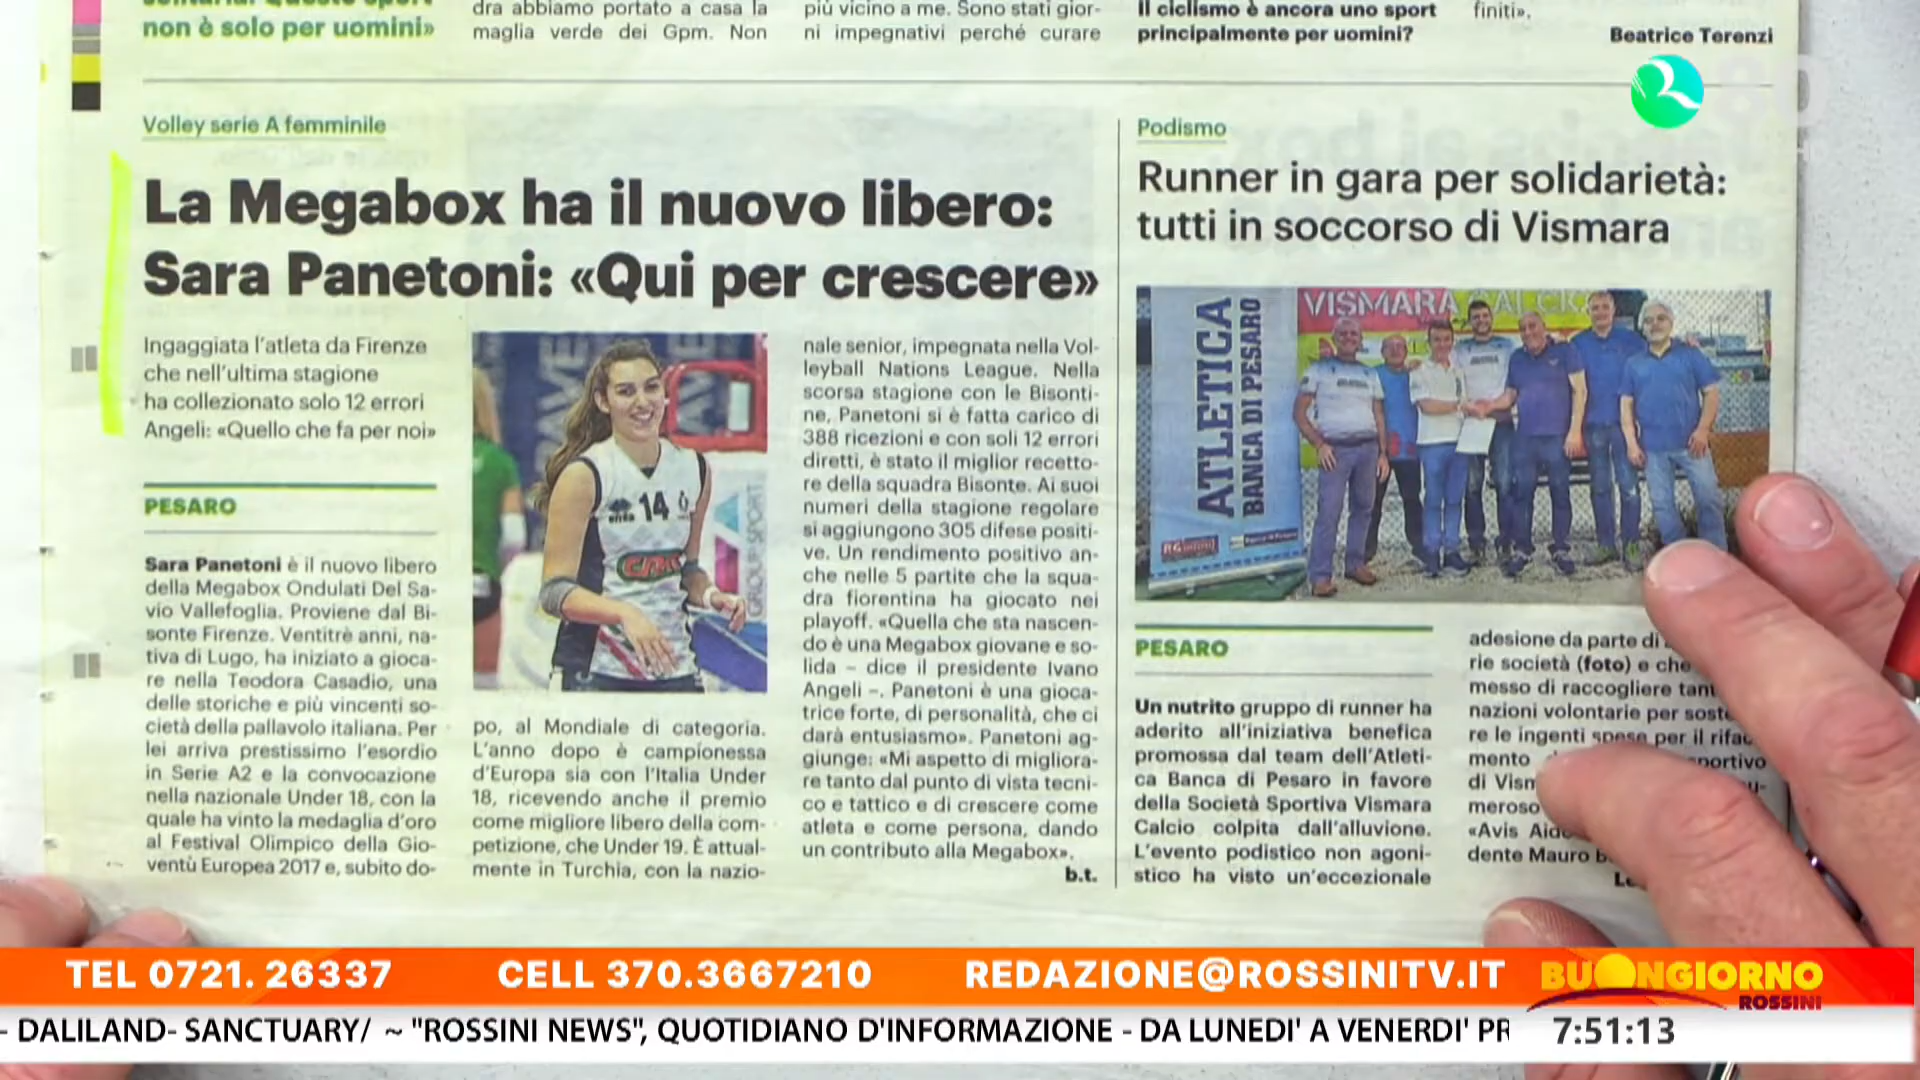 non è solo per uomini»
dra abbiamo portato a casa la
maglia verde dei Gpm. Non
più vicino a me. Sono stati gior-
ni impegnativi perché curare
Il ciclismo è ancora uno sport
principalmente per uomini?
finiti».
Beatrice Terenzi
Volley serie A femminile
La Megabox ha il nuovo libero:
Sara Panetoni: «Qui per crescere»
Ingaggiata l'atleta da Firenze
che nell'ultima stagione
ha collezionato solo 12 errori
Angeli: «Quello che fa per noi»
PESARO
Sara Panetoni è il nuovo libero
della Megabox Ondulati Del Sa-
vio Vallefoglia. Proviene dal Bi-
sonte Firenze. Ventitrè anni, na-
tiva di Lugo, ha iniziato a gioca-
re nella Teodora Casadio, una
delle storiche e più vincenti so-
cietà della pallavolo italiana. Per
lei arriva prestissimo l'esordio
in Serie A2 e la convocazione
nella nazionale Under 18, con la
quale ha vinto la medaglia d'oro
al Festival Olimpico della Gio-
ventù Europea 2017 e, subito do-
14
GROUP SPORT
po, al Mondiale di categoria.
L'anno dopo è campionessa
d'Europa sia con l'Italia Under
18, ricevendo anche il premio
come migliore libero della com-
petizione, che Under 19. È attual-
mente in Turchia, con la nazio-
nale senior, impegnata nella Vol-
leyball Nations League. Nella
scorsa stagione con le Bisonti-
ne, Panetoni si è fatta carico di
388 ricezioni e con soli 12 errori
diretti, è stato il miglior recetto-
re della squadra Bisonte. Ai suoi
numeri della stagione regolare
si aggiungono 305 difese positi-
ve. Un rendimento positivo an-
che nelle 5 partite che la squa-
dra fiorentina ha giocato nei
playoff. «Quella che sta nascen-
do è una Megabox giovane e so-
lida – dice il presidente Ivano
Angeli –. Panetoni è una gioca-
trice forte, di personalità, che ci
darà entusiasmo». Panetoni ag-
giunge: «Mi aspetto di migliora-
re tanto dal punto di vista tecni-
co e tattico e di crescere come
atleta e come persona, dando
un contributo alla Megabox».
b.t.
Podismo
Runner in gara per solidarietà:
tutti in soccorso di Vismara
VISMARA CALCIO
ATLETICA
BANCA DI PESARO
PESARO
Un nutrito gruppo di runner ha
aderito all'iniziativa benefica
promossa dal team dell'Atleti-
ca Banca di Pesaro in favore
della Società Sportiva Vismara
Calcio colpita dall'alluvione.
L'evento podistico non agoni-
stico ha visto un'eccezionale
adesione da parte di
rie società (foto) e che
messo di raccogliere tan
nazioni volontarie per soste
re le ingenti spese per il rifac
mento portivo
di Vism
meroso
«Avis Aido
dente Mauro
TEL 0721. 26337
CELL 370.3667210
REDAZIONE@ROSSINITV.IT
BUONGIORNO
ROSSINI
- DALILAND- SANCTUARY/ ~ "ROSSINI NEWS", QUOTIDIANO D'INFORMAZIONE - DA LUNEDI' A VENERDI' PR
7:51:13